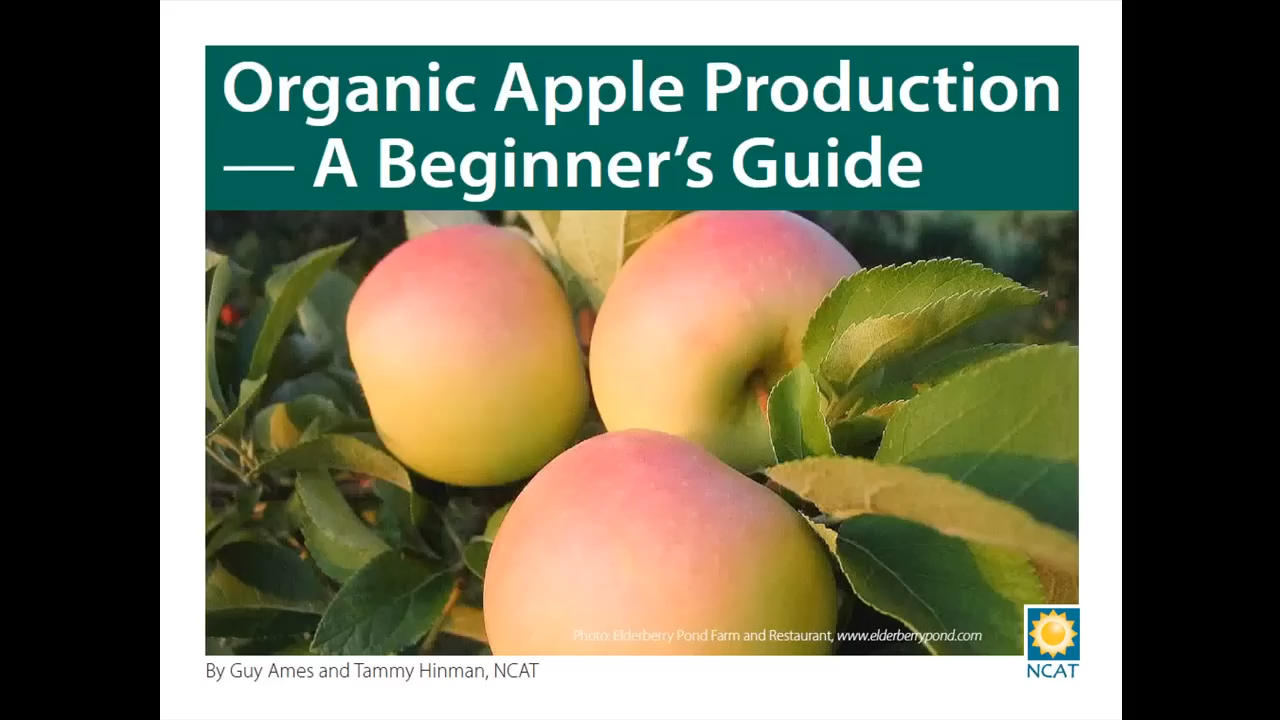 Organic Apple Production
— A Beginner’s Guide
Photo: Elderberry Pond Farm and Restaurant, www.elderberrypond.com
By Guy Ames and Tammy Hinman, NCAT
NCAT